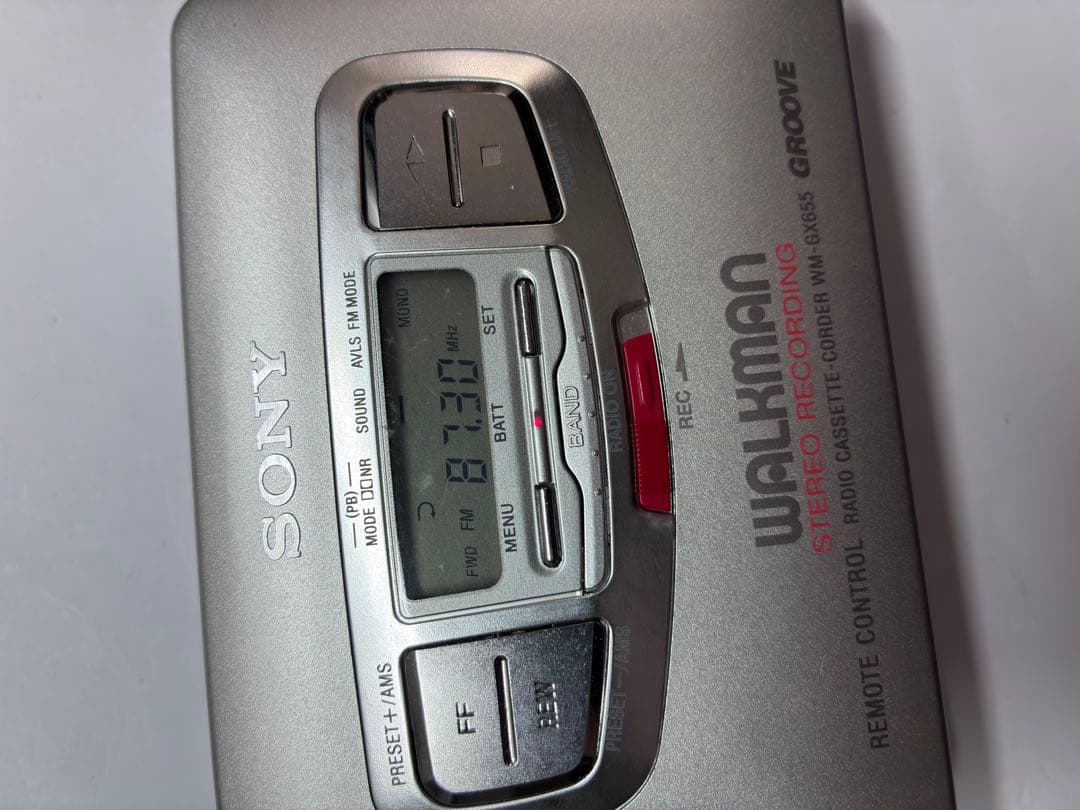 SONY
(PB)
MODE NR SOUND AVLS FM MODE
PRESET+/AMS
FF
REW
PRESET-/AMS
MONO
FWD FM 87.30 MHz
MENU BATT SET
BAND
RADIO ON
REC
WALKMAN
STEREO RECORDING
REMOTE CONTROL RADIO CASSETTE-CORDER WM-GX655 GROOVE